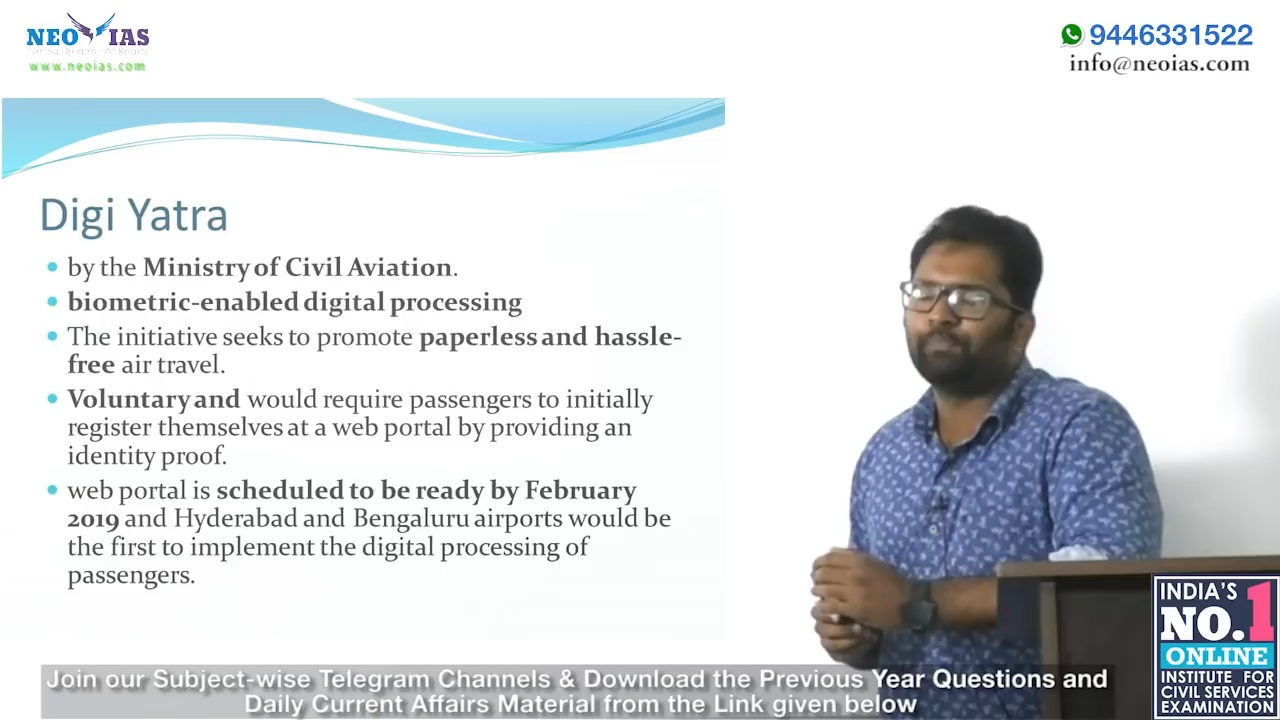 NEO IAS
www.neoias.com
9446331522
info@neoias.com
Digi Yatra
by the Ministry of Civil Aviation.
biometric-enabled digital processing
The initiative seeks to promote paperless and hassle-
free air travel.
Voluntary and would require passengers to initially
register themselves at a web portal by providing an
identity proof.
web portal is scheduled to be ready by February
2019 and Hyderabad and Bengaluru airports would be
the first to implement the digital processing of
passengers.
INDIA'S
NO.1
ONLINE
INSTITUTE FOR
CIVIL SERVICES
EXAMINATION
Join our Subject-wise Telegram Channels & Download the Previous Year Questions and
Daily Current Affairs Material from the Link given below